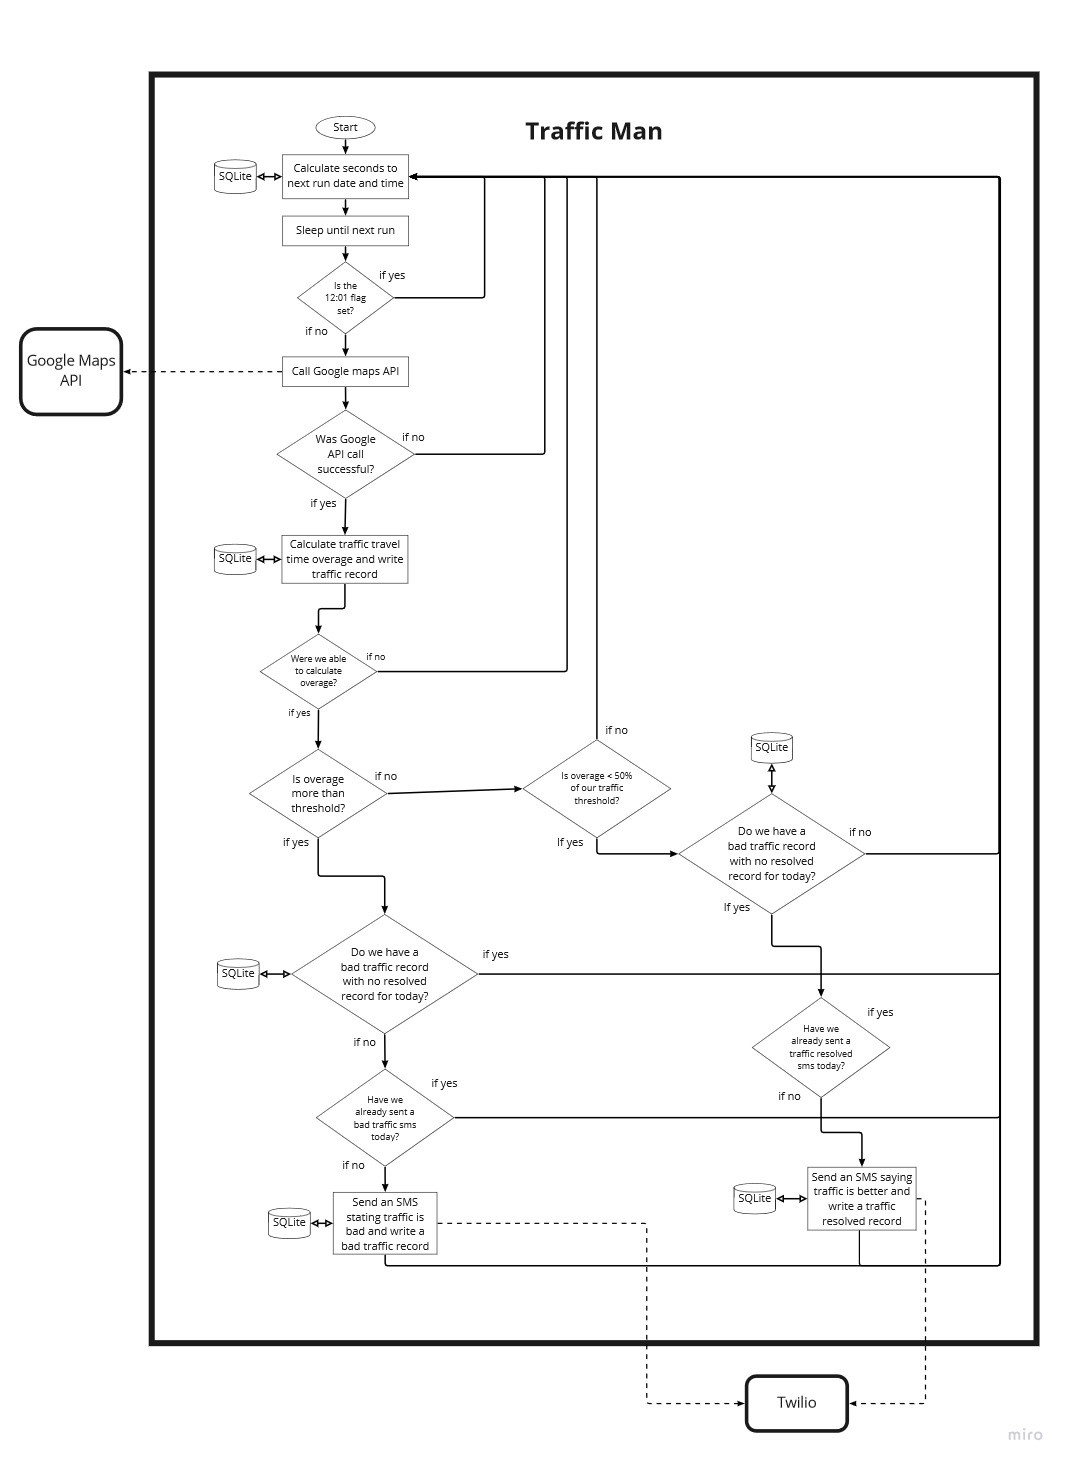 Traffic Man
Start
SQLite
Calculate seconds to
next run date and time
Sleep until next run
if yes
Is the
12:01 flag
set?
if no
Google Maps
API
Call Google maps API
Was Google
API call
successful?
if no
if yes
SQLite
Calculate traffic travel
time overage and write
traffic record
Were we able
to calculate
overage?
if no
if yes
Is overage
more than
threshold?
if no
if yes
if no
Is overage < 50%
of our traffic
threshold?
If yes
SQLite
Do we have a
bad traffic record
with no resolved
record for today?
if no
If yes
SQLite
Do we have a
bad traffic record
with no resolved
record for today?
if yes
if no
Have we
already sent a
traffic resolved
sms today?
if yes
if no
Have we
already sent a
bad traffic sms
today?
if yes
if no
SQLite
Send an SMS saying
traffic is better and
write a traffic
resolved record
SQLite
Send an SMS
stating traffic is
bad and write a
bad traffic record
Twilio
miro